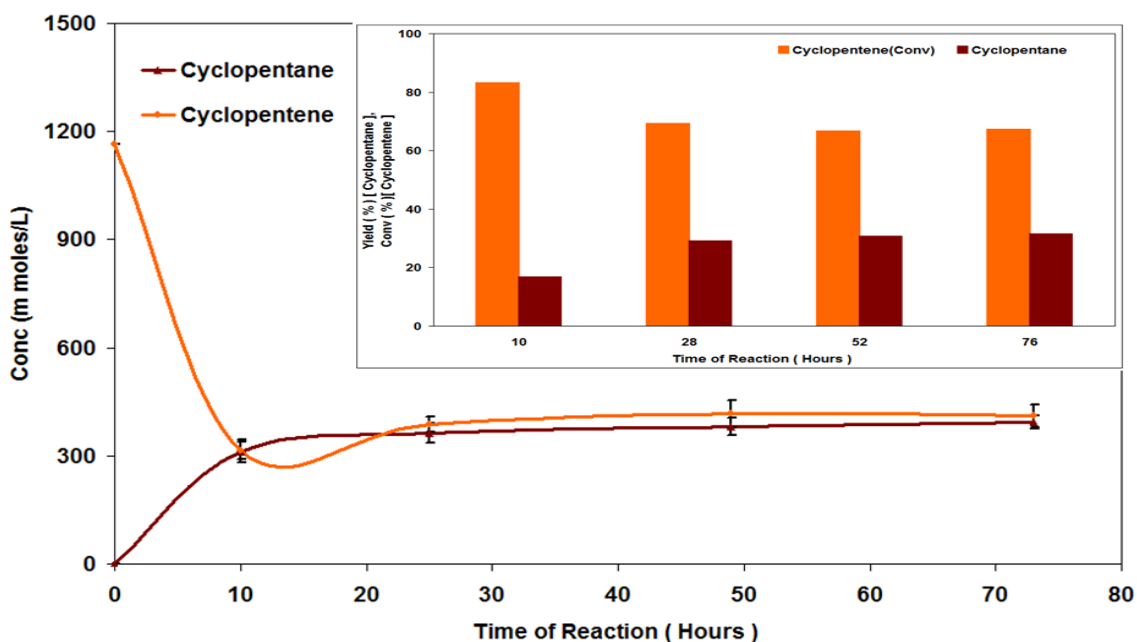 1500
1200
900
600
300
0
Conc (m moles/L)
Cyclopentane
Cyclopentene
100
80
60
40
20
0
Yield ( % ) [ Cyclopentane ],
Conv ( % )[ Cyclopentene ]
Cyclopentene(Conv) Cyclopentane
10 28 52 76
Time of Reaction ( Hours )
0 10 20 30 40 50 60 70 80
Time of Reaction ( Hours )